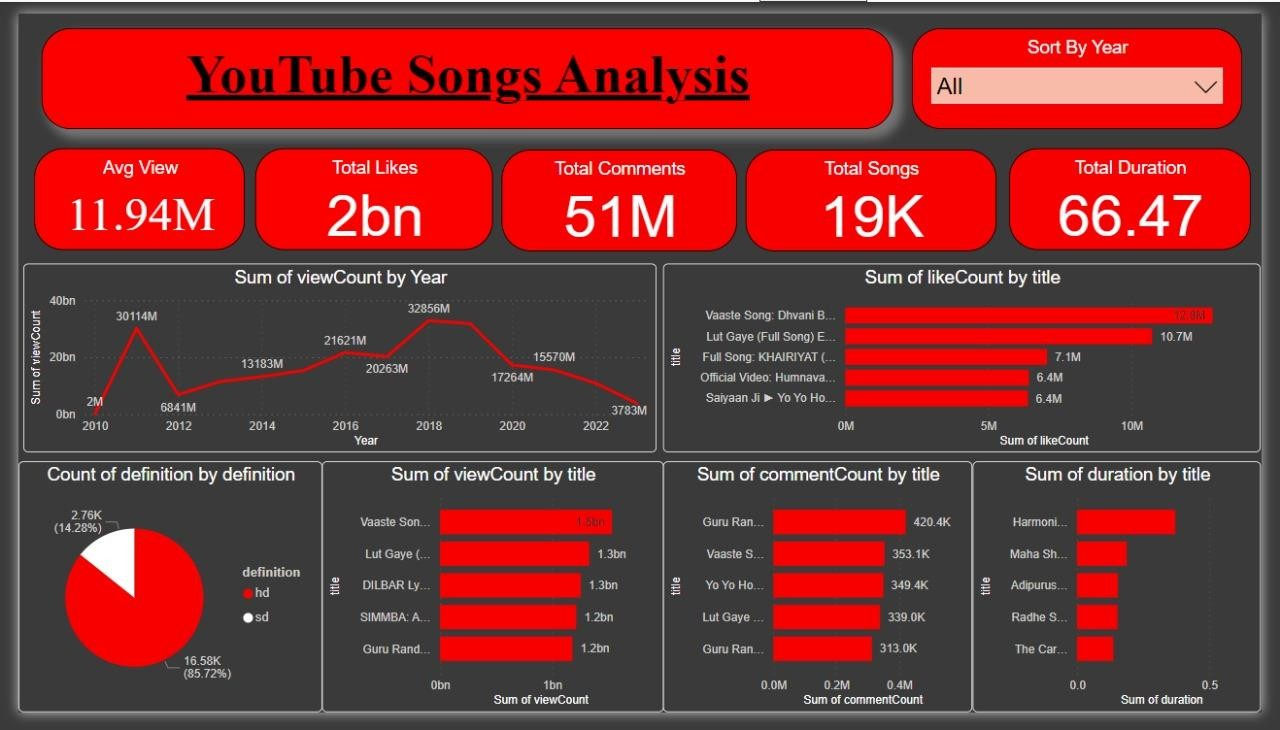 YouTube Songs Analysis
Sort By Year
All
Avg View
11.94M
Total Likes
2bn
Total Comments
51M
Total Songs
19K
Total Duration
66.47
Sum of viewCount by Year
Sum of viewCount
40bn
20bn
0bn
2M
30114M
6841M
13183M
21621M
20263M
32856M
17264M
15570M
3783M
2010
2012
2014
2016
2018
2020
2022
Year
Sum of likeCount by title
title
Vaaste Song: Dhvani B...
Lut Gaye (Full Song) E...
10.7M
Full Song: KHAIRIYAT (...
7.1M
Official Video: Humnava...
6.4M
Saiyaan Ji ► Yo Yo Ho...
6.4M
0M
5M
10M
Sum of likeCount
Count of definition by definition
2.76K
(14.28%)
16.58K
(85.72%)
definition
hd
sd
Sum of viewCount by title
title
Vaaste Son...
1.5bn
Lut Gaye (...
1.3bn
DILBAR Ly...
1.3bn
SIMMBA: A...
1.2bn
Guru Rand...
1.2bn
0bn
1bn
Sum of viewCount
Sum of commentCount by title
title
Guru Ran...
420.4K
Vaaste S...
353.1K
Yo Yo Ho...
349.4K
Lut Gaye ...
339.0K
Guru Ran...
313.0K
0.0M
0.2M
0.4M
Sum of commentCount
Sum of duration by title
title
Harmoni...
Maha Sh...
Adipurus...
Radhe S...
The Car...
0.0
0.5
Sum of duration